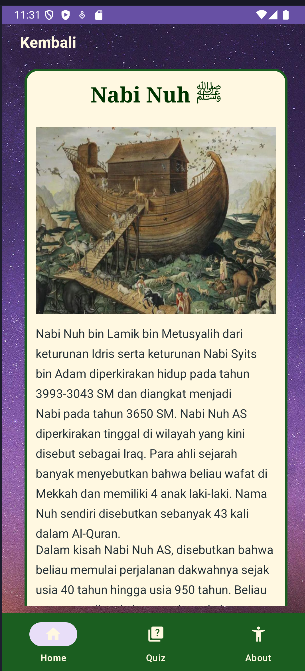 11:31
Kembali
Nabi Nuh ﷺ
Nabi Nuh bin Lamik bin Metusyalih dari
keturunan Idris serta keturunan Nabi Syits
bin Adam diperkirakan hidup pada tahun
3993-3043 SM dan diangkat menjadi
Nabi pada tahun 3650 SM. Nabi Nuh AS
diperkirakan tinggal di wilayah yang kini
disebut sebagai Iraq. Para ahli sejarah
banyak menyebutkan bahwa beliau wafat di
Mekkah dan memiliki 4 anak laki-laki. Nama
Nuh sendiri disebutkan sebanyak 43 kali
dalam Al-Quran.
Dalam kisah Nabi Nuh AS, disebutkan bahwa
beliau memulai perjalanan dakwahnya sejak
usia 40 tahun hingga usia 950 tahun. Beliau
Home
Quiz
About